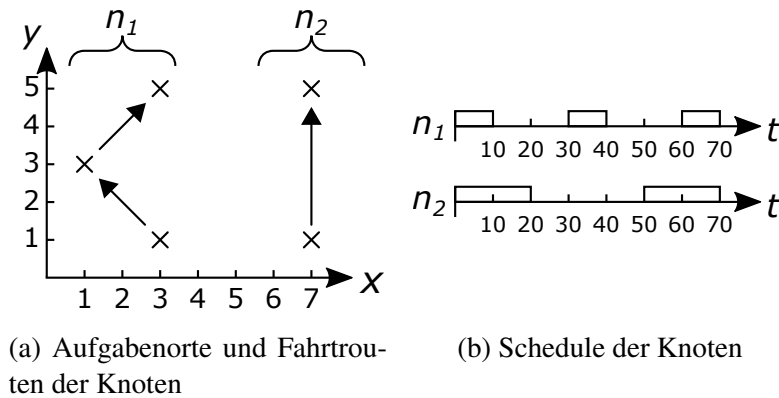 n1 n2
y
5
4
3
2
1
1 2 3 4 5 6 7 x
n1 10 20 30 40 50 60 70 t
n2 10 20 30 40 50 60 70 t
(a) Aufgabenorte und Fahrtrou-
ten der Knoten
(b) Schedule der Knoten